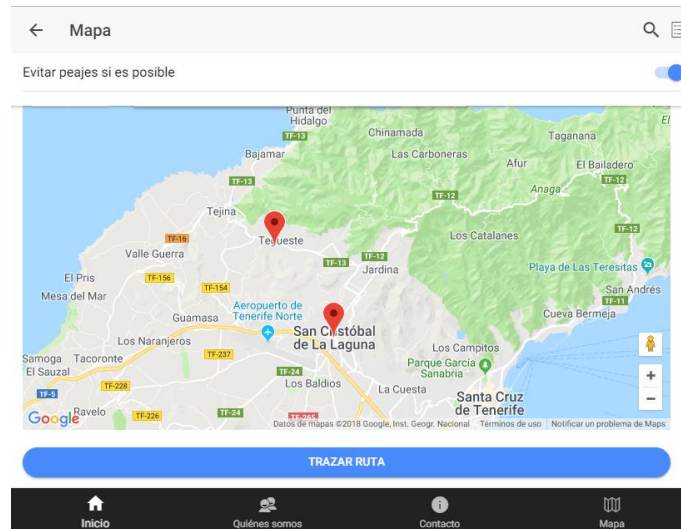 Mapa
Evitar peajes si es posible
Punta del
Hidalgo
El
TF-13
Chinamada
Taganana
Bajamar
Las Carboneras
Afur
El Bailadero
TF-13
TF-12
TF-12
Anaga
Tejina
TF-16
Tegueste
Los Catalanes
TF-12
Valle Guerra
TF-13
TF-12
Jardina
Playa de Las Teresitas
El Pris
TF-156
TF-154
San Andrés
Mesa del Mar
TF-11
Aeropuerto de
Tenerife Norte
Guamasa
Cueva Bermeja
San Cristóbal
de La Laguna
Los Naranjeros
Los Campitos
Samoga
Tacoronte
TF-237
Parque García
Sanabria
El Sauzal
TF-24
Los Baldios
La Cuesta
TF-228
TF-5
Santa Cruz
de Tenerife
Google
Ravelo
TF-226
TF-24
TF-265
Datos de mapas ©2018 Google, Inst. Geogr. Nacional
Términos de uso
Notificar un problema de Maps
TRAZAR RUTA
Inicio
Quiénes somos
Contacto
Mapa